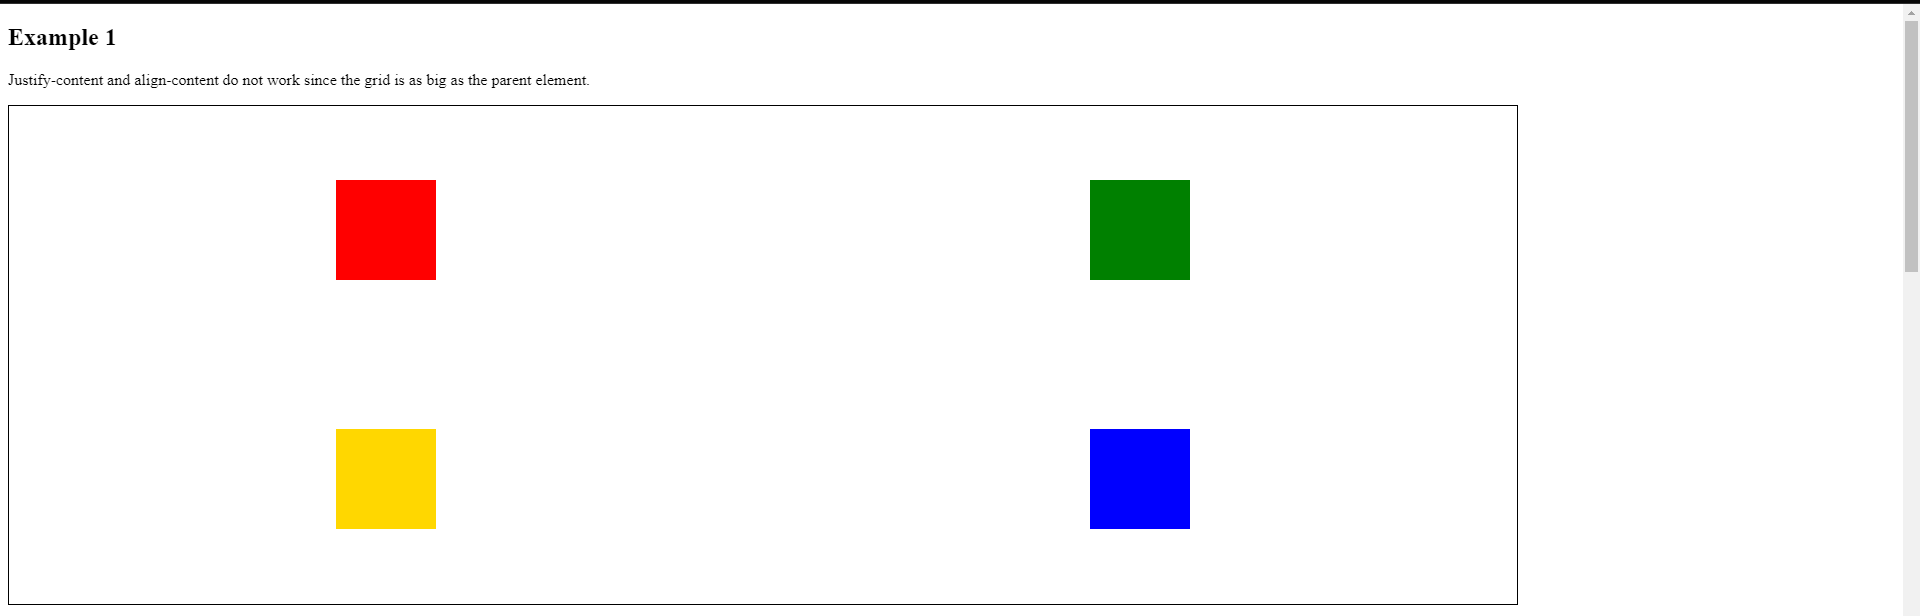 Example 1
Justify-content and align-content do not work since the grid is as big as the parent element.